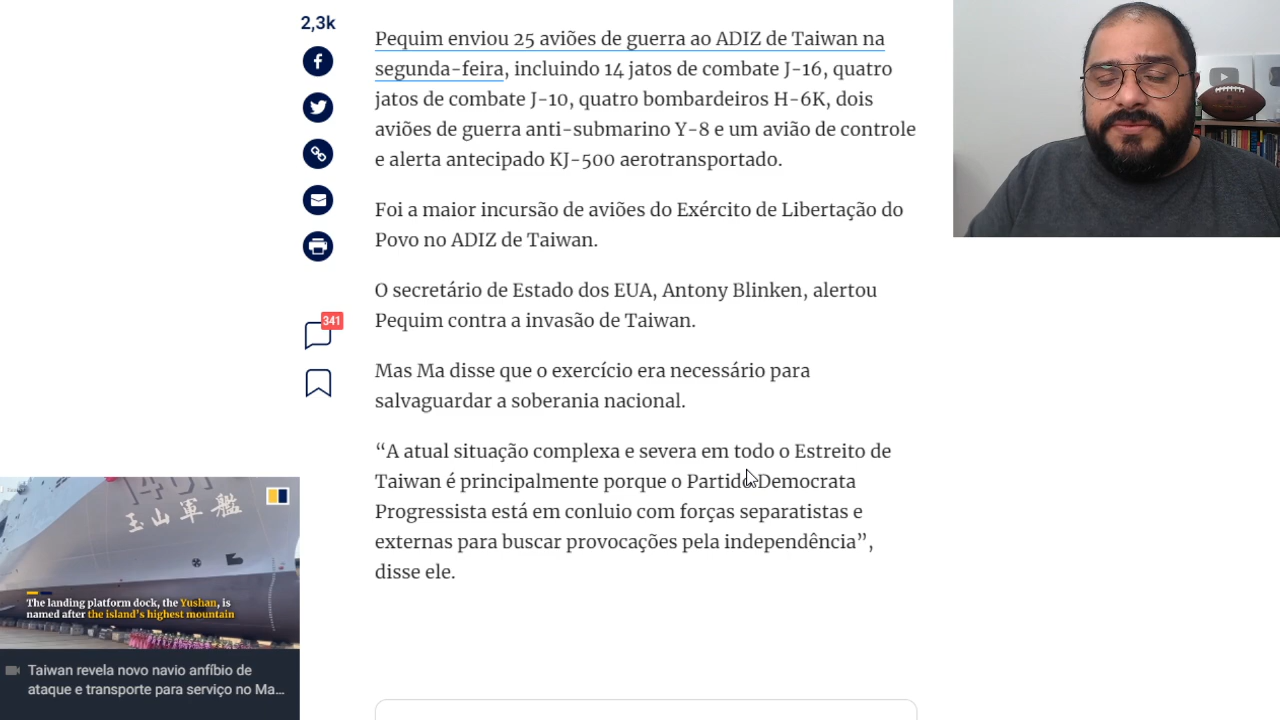 2,3k
Pequim enviou 25 aviões de guerra ao ADIZ de Taiwan na
segunda-feira, incluindo 14 jatos de combate J-16, quatro
jatos de combate J-10, quatro bombardeiros H-6K, dois
aviões de guerra anti-submarino Y-8 e um avião de controle
e alerta antecipado KJ-500 aerotransportado.
Foi a maior incursão de aviões do Exército de Libertação do
Povo no ADIZ de Taiwan.
O secretário de Estado dos EUA, Antony Blinken, alertou
Pequim contra a invasão de Taiwan.
341
Mas Ma disse que o exercício era necessário para
salvaguardar a soberania nacional.
“A atual situação complexa e severa em todo o Estreito de
Taiwan é principalmente porque o Partido Democrata
Progressista está em conluio com forças separatistas e
externas para buscar provocações pela independência”,
disse ele.
1401
玉山軍艦
The landing platform dock, the Yushan, is
named after the island's highest mountain
Taiwan revela novo navio anfíbio de
ataque e transporte para serviço no Ma...